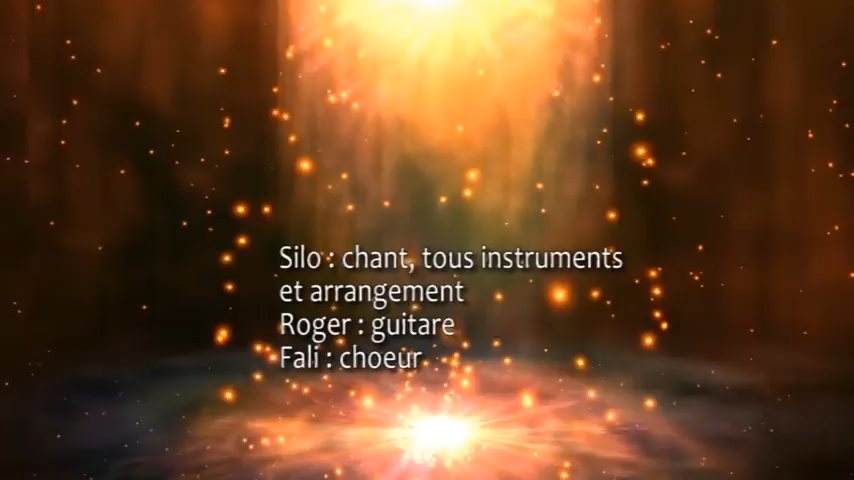 Silo : chant, tous instruments
et arrangement
Roger : guitare
Fali : choeur